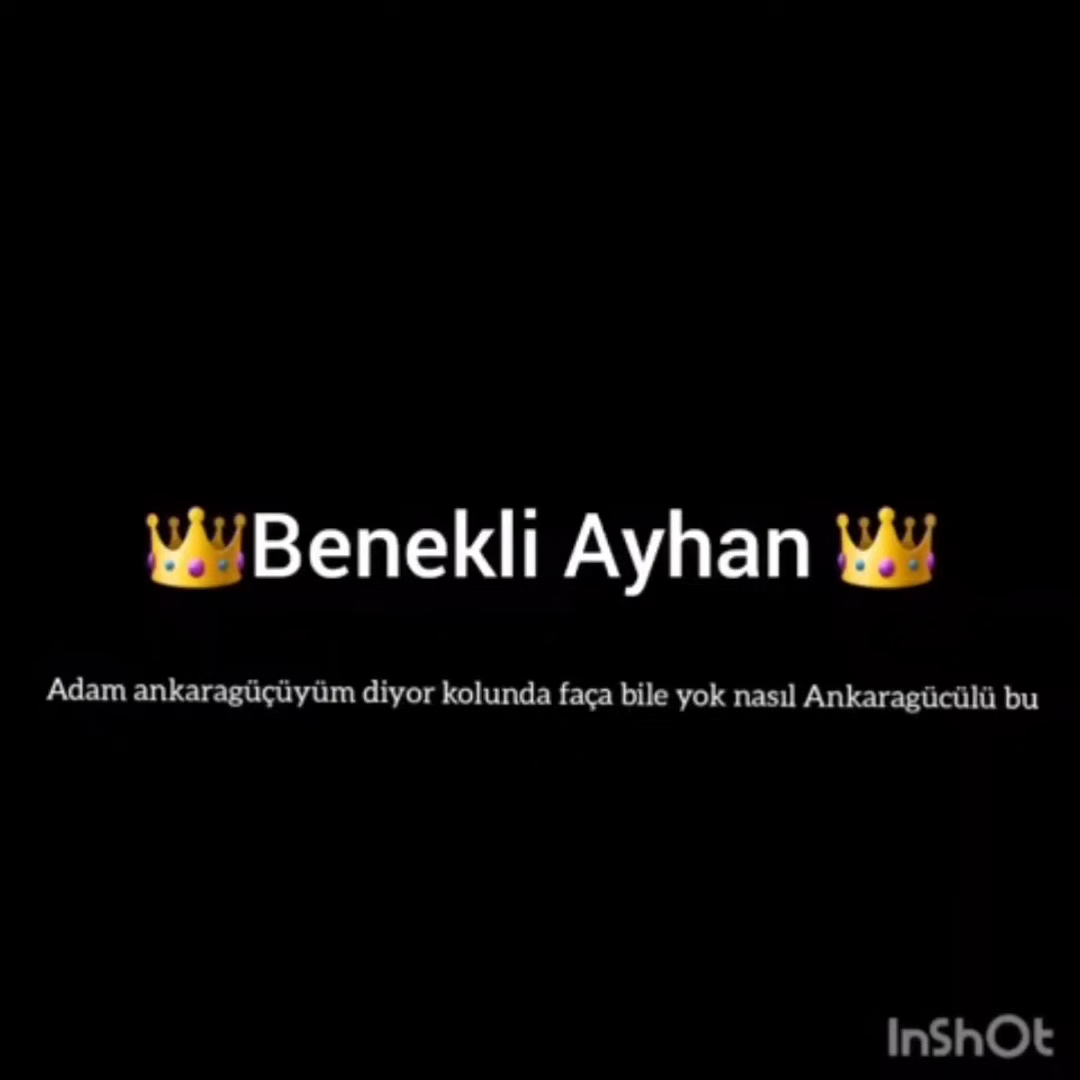 👑Benekli Ayhan 👑
Adam ankaragüçüyüm diyor kolunda faça bile yok nasıl Ankaragücülü bu
InShOt